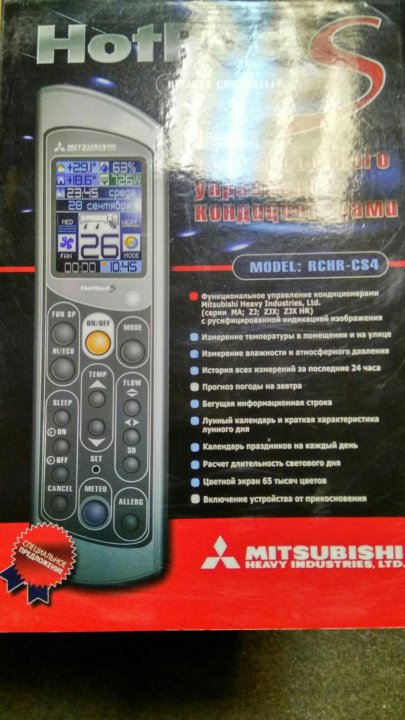 HotRod S
REMOTE CONTROLLER
кондиционерами
MODEL: RCHR-CS4
MITSUBISHI
+29.1° 63%
+18.6° 726
23:45 среда
28 сентября
MED HEAT
26
FAN MODE
00:00 10:45
HotRod S
FUN SP
ON/OFF
MODE
HI/ECO
TEMP
FLOW
SLEEP
ON
OFF
SET
3D
CANCEL
METEO
ALLERG
Функциональное управление кондиционерами
Mitsubishi Heavy Industries, Ltd.
(серии MA; ZJ; ZJX; ZJX HR)
с русифицированной индикацией изображения
Измерение температуры в помещении и на улице
Измерение влажности и атмосферного давления
История всех измерений за последние 24 часа
Прогноз погоды на завтра
Бегущая информационная строка
Лунный календарь и краткая характеристика
лунного дня
Календарь праздников на каждый день
Расчет длительность светового дня
Цветной экран 65 тысяч цветов
Включение устройства от прикосновения
СПЕЦИАЛЬНОЕ
ПРЕДЛОЖЕНИЕ
MITSUBISHI
HEAVY INDUSTRIES, LTD.